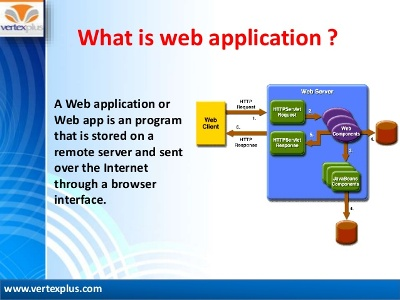 vertexplus
What is web application ?
A Web application or
Web app is an program
that is stored on a
remote server and sent
over the Internet
through a browser
interface.
Web Server
HTTP
Request
1.
HTTPServlet
Request
2.
Web
Client
Web
Components
4.
6.
HTTP
Response
HTTPServlet
Response
5.
3.
JavaBeans
Components
4.
www.vertexplus.com